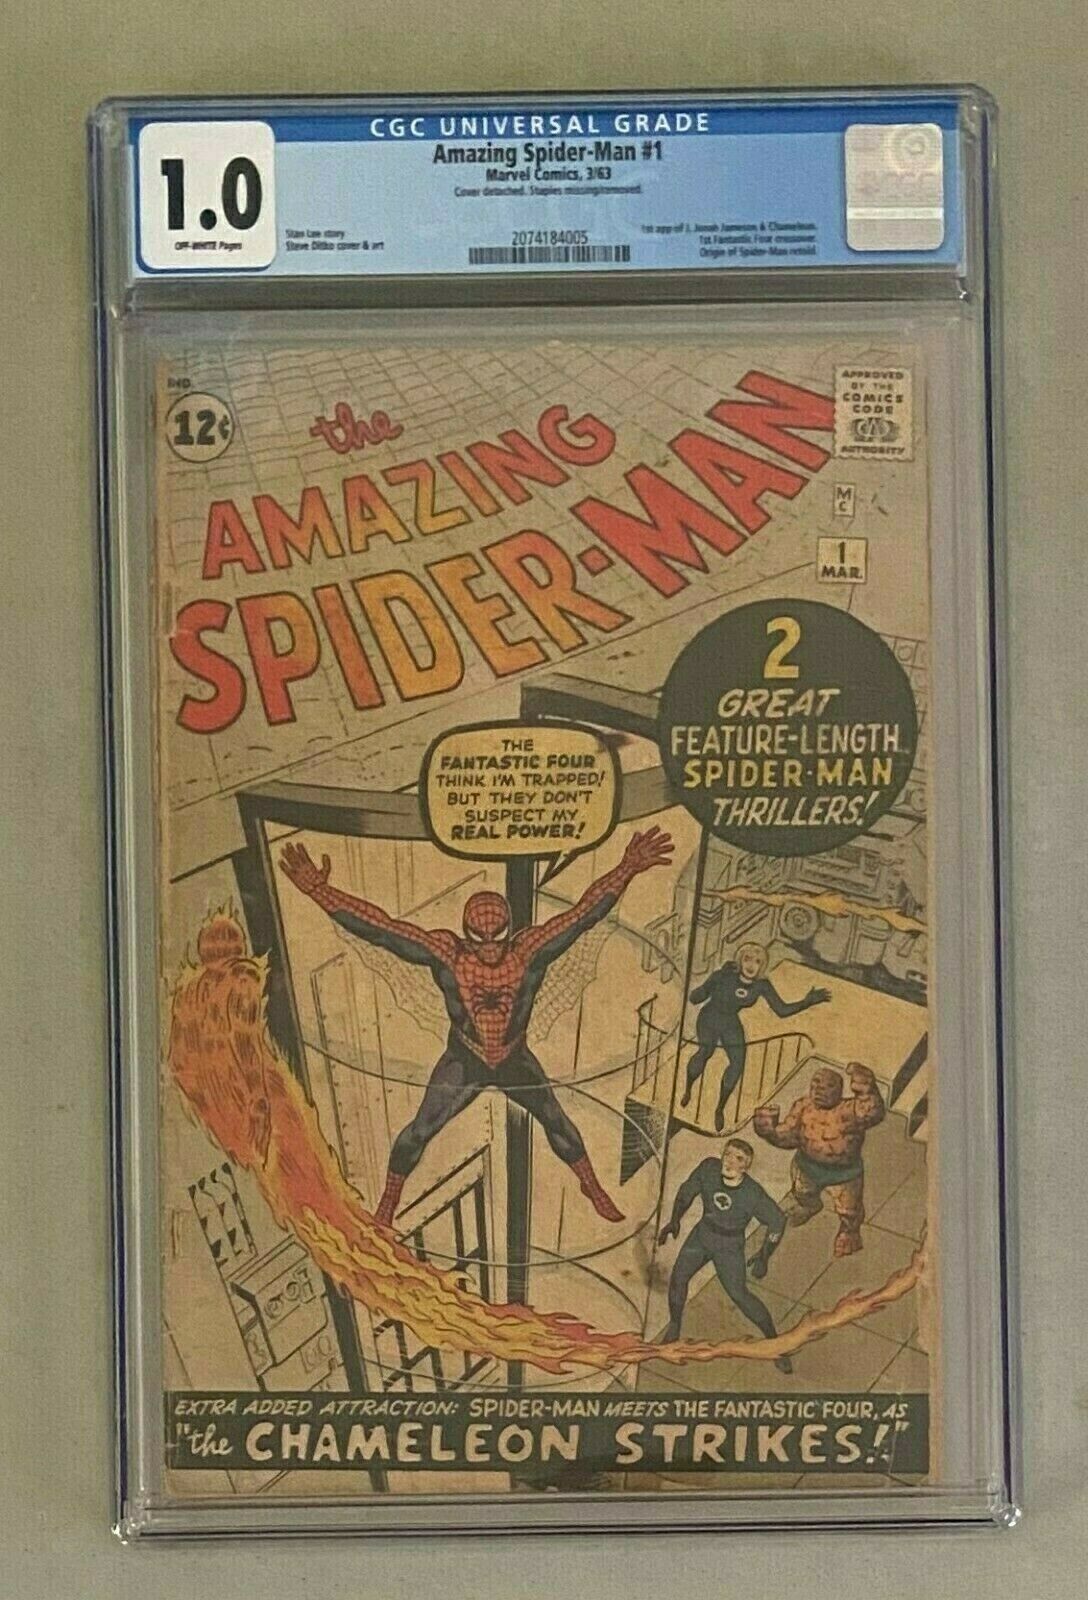 CGC UNIVERSAL GRADE
1.0
OFF-WHITE Pages
Amazing Spider-Man #1
Marvel Comics, 3/63
Cover detached. Staples missing/removed.
Stan Lee story
Steve Ditko cover & art
2074184005
1st app of J. Jonah Jameson & Chameleon.
1st Fantastic Four crossover.
Origin of Spider-Man retold.
IND.
12¢
the
AMAZING
SPIDER-MAN
APPROVED
BY THE
COMICS
CODE
AUTHORITY
M
C
1
MAR.
2
GREAT
FEATURE-LENGTH
SPIDER-MAN
THRILLERS!
THE
FANTASTIC FOUR
THINK I'M TRAPPED!
BUT THEY DON'T
SUSPECT MY
REAL POWER!
EXTRA ADDED ATTRACTION: SPIDER-MAN MEETS THE FANTASTIC FOUR, AS
"the CHAMELEON STRIKES!"